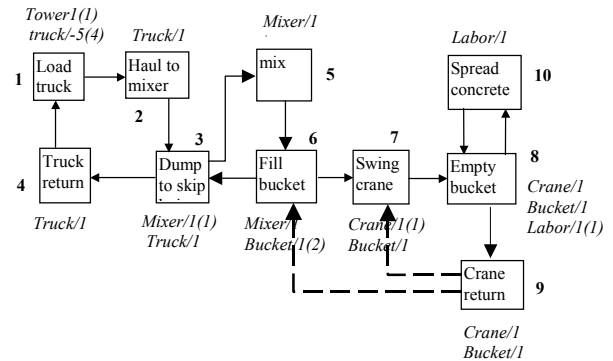 Tower1(1)
truck/-5(4)
Truck/1
Mixer/1
Labor/1
1
Load
truck
Haul to
mixer
mix
5
Spread
concrete
10
2
3
6
7
4
Truck
return
Dump
to skip
Fill
bucket
Swing
crane
Empty
bucket
8
Truck/1
Mixer/1(1)
Truck/1
Mixer/1
Bucket/1(2)
Crane/1(1)
Bucket/1
Crane/1
Bucket/1
Labor/1(1)
Crane
return
9
Crane/1
Bucket/1